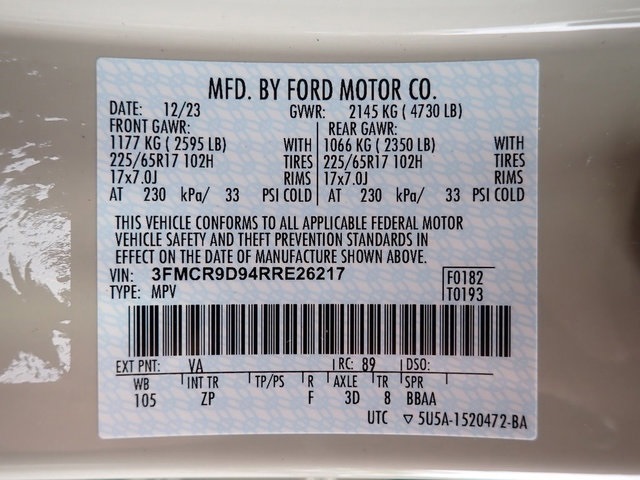 MFD. BY FORD MOTOR CO.
DATE: 12/23 GVWR: 2145 KG ( 4730 LB)
FRONT GAWR: REAR GAWR:
1177 KG ( 2595 LB) WITH 1066 KG ( 2350 LB) WITH
225/65R17 102H TIRES 225/65R17 102H TIRES
17x7.0J RIMS 17x7.0J RIMS
AT 230 kPa/ 33 PSI COLD AT 230 kPa/ 33 PSI COLD
THIS VEHICLE CONFORMS TO ALL APPLICABLE FEDERAL MOTOR
VEHICLE SAFETY AND THEFT PREVENTION STANDARDS IN
EFFECT ON THE DATE OF MANUFACTURE SHOWN ABOVE.
VIN: 3FMCR9D94RRE26217 F0182
TYPE: MPV T0193
EXT PNT: VA RC: 89 DSO:
WB INT TR TP/PS R AXLE TR SPR
105 ZP F 3D 8 BBAA
UTC ▽ 5U5A-1520472-BA